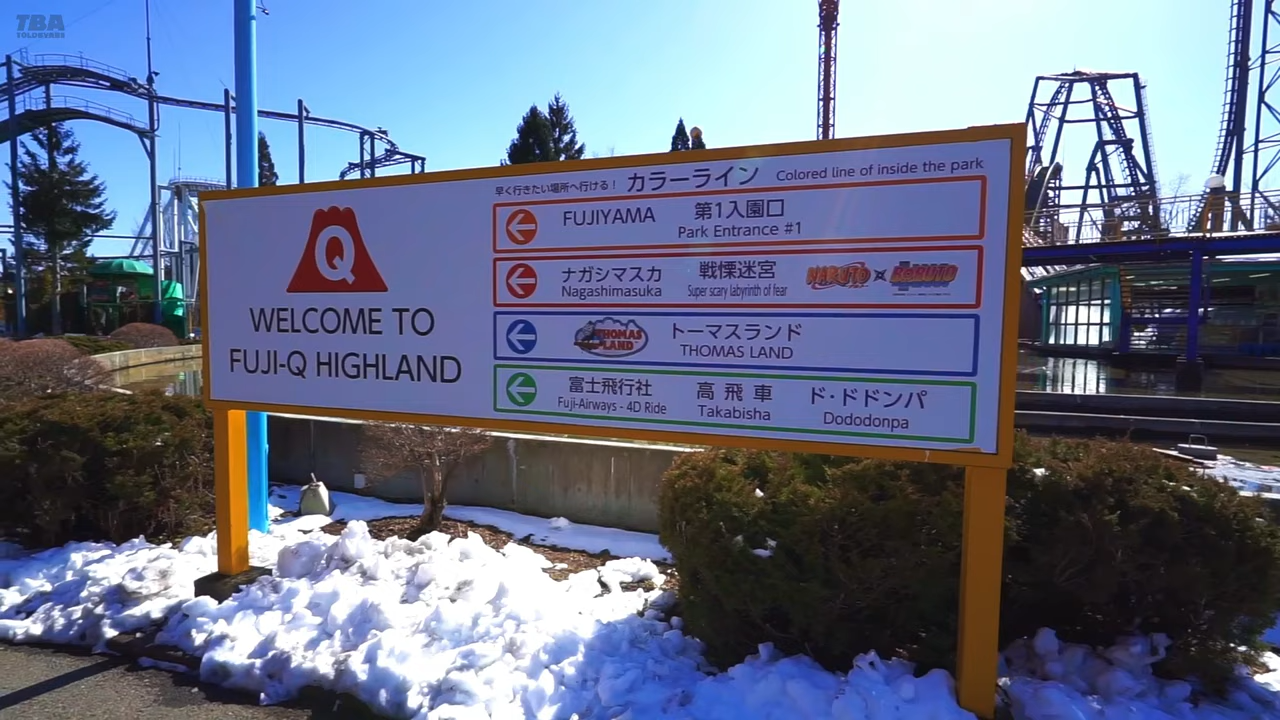 TBA
Q
WELCOME TO
FUJI-Q HIGHLAND
早く行きたい場所へ行ける! カラーライン Colored line of inside the park
FUJIYAMA 第1入園口
Park Entrance #1
ナガシマスカ 戦慄迷宮 NARUTO × BORUTO
Nagashimasuka Super scary labyrinth of fear
THOMAS LAND トーマスランド
THOMAS LAND
富士飛行社 高飛車 ド・ドドンパ
Fuji-Airways - 4D Ride Takabisha Dododonpa